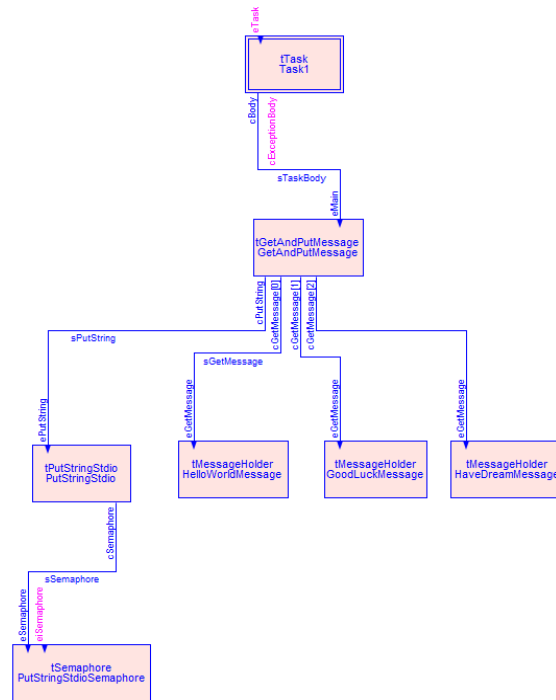 eTask
tTask
Task1
cBody
cExceptionBody
sTaskBody
eMain
tGetAndPutMessage
GetAndPutMessage
cPutString
cGetMessage[0]
cGetMessage[1]
cGetMessage[2]
sPutString
sGetMessage
ePutString
eGetMessage
eGetMessage
eGetMessage
tPutStringStdio
PutStringStdio
tMessageHolder
HelloWorldMessage
tMessageHolder
GoodLuckMessage
tMessageHolder
HaveDreamMessage
cSemaphore
sSemaphore
eSemaphore
eiSemaphore
tSemaphore
PutStringStdioSemaphore